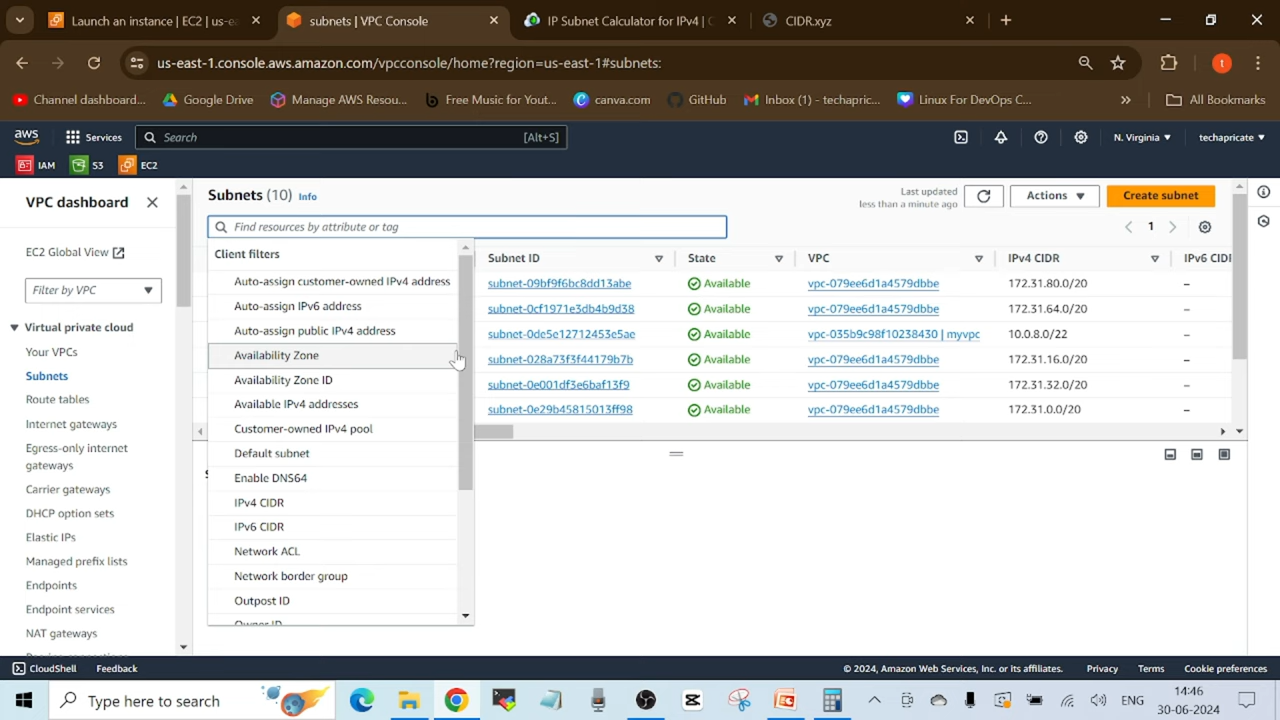 Launch an instance | EC2 | us-e
subnets | VPC Console
IP Subnet Calculator for IPv4 | C
CIDR.xyz
us-east-1.console.aws.amazon.com/vpcconsole/home?region=us-east-1#subnets:
t
Channel dashboard...
Google Drive
Manage AWS Resou...
Free Music for Yout...
canva.com
GitHub
Inbox (1) - techapric...
Linux For DevOps C...
All Bookmarks
aws
Services
Search
[Alt+S]
N. Virginia
techapricate
IAM
S3
EC2
VPC dashboard
EC2 Global View
Filter by VPC
Virtual private cloud
Your VPCs
Subnets
Route tables
Internet gateways
Egress-only internet
gateways
Carrier gateways
DHCP option sets
Elastic IPs
Managed prefix lists
Endpoints
Endpoint services
NAT gateways
Subnets (10) Info
Last updated
less than a minute ago
Actions
Create subnet
Find resources by attribute or tag
1
Client filters
Auto-assign customer-owned IPv4 address
Auto-assign IPv6 address
Auto-assign public IPv4 address
Availability Zone
Availability Zone ID
Available IPv4 addresses
Customer-owned IPv4 pool
Default subnet
Enable DNS64
IPv4 CIDR
IPv6 CIDR
Network ACL
Network border group
Outpost ID
Owner ID
Subnet ID State VPC IPv4 CIDR IPv6 CIDR
subnet-09bf9f6bc8dd13abe Available vpc-079ee6d1a4579dbbe 172.31.80.0/20 –
subnet-0cf1971e3db4b9d38 Available vpc-079ee6d1a4579dbbe 172.31.64.0/20 –
subnet-0de5e12712453e5ae Available vpc-035b9c98f10238430 | myvpc 10.0.8.0/22 –
subnet-028a73f3f44179b7b Available vpc-079ee6d1a4579dbbe 172.31.16.0/20 –
subnet-0e001df3e6baf13f9 Available vpc-079ee6d1a4579dbbe 172.31.32.0/20 –
subnet-0e29b45815013ff98 Available vpc-079ee6d1a4579dbbe 172.31.0.0/20 –
CloudShell
Feedback
© 2024, Amazon Web Services, Inc. or its affiliates.
Privacy
Terms
Cookie preferences
Type here to search
ENG
14:46
30-06-2024